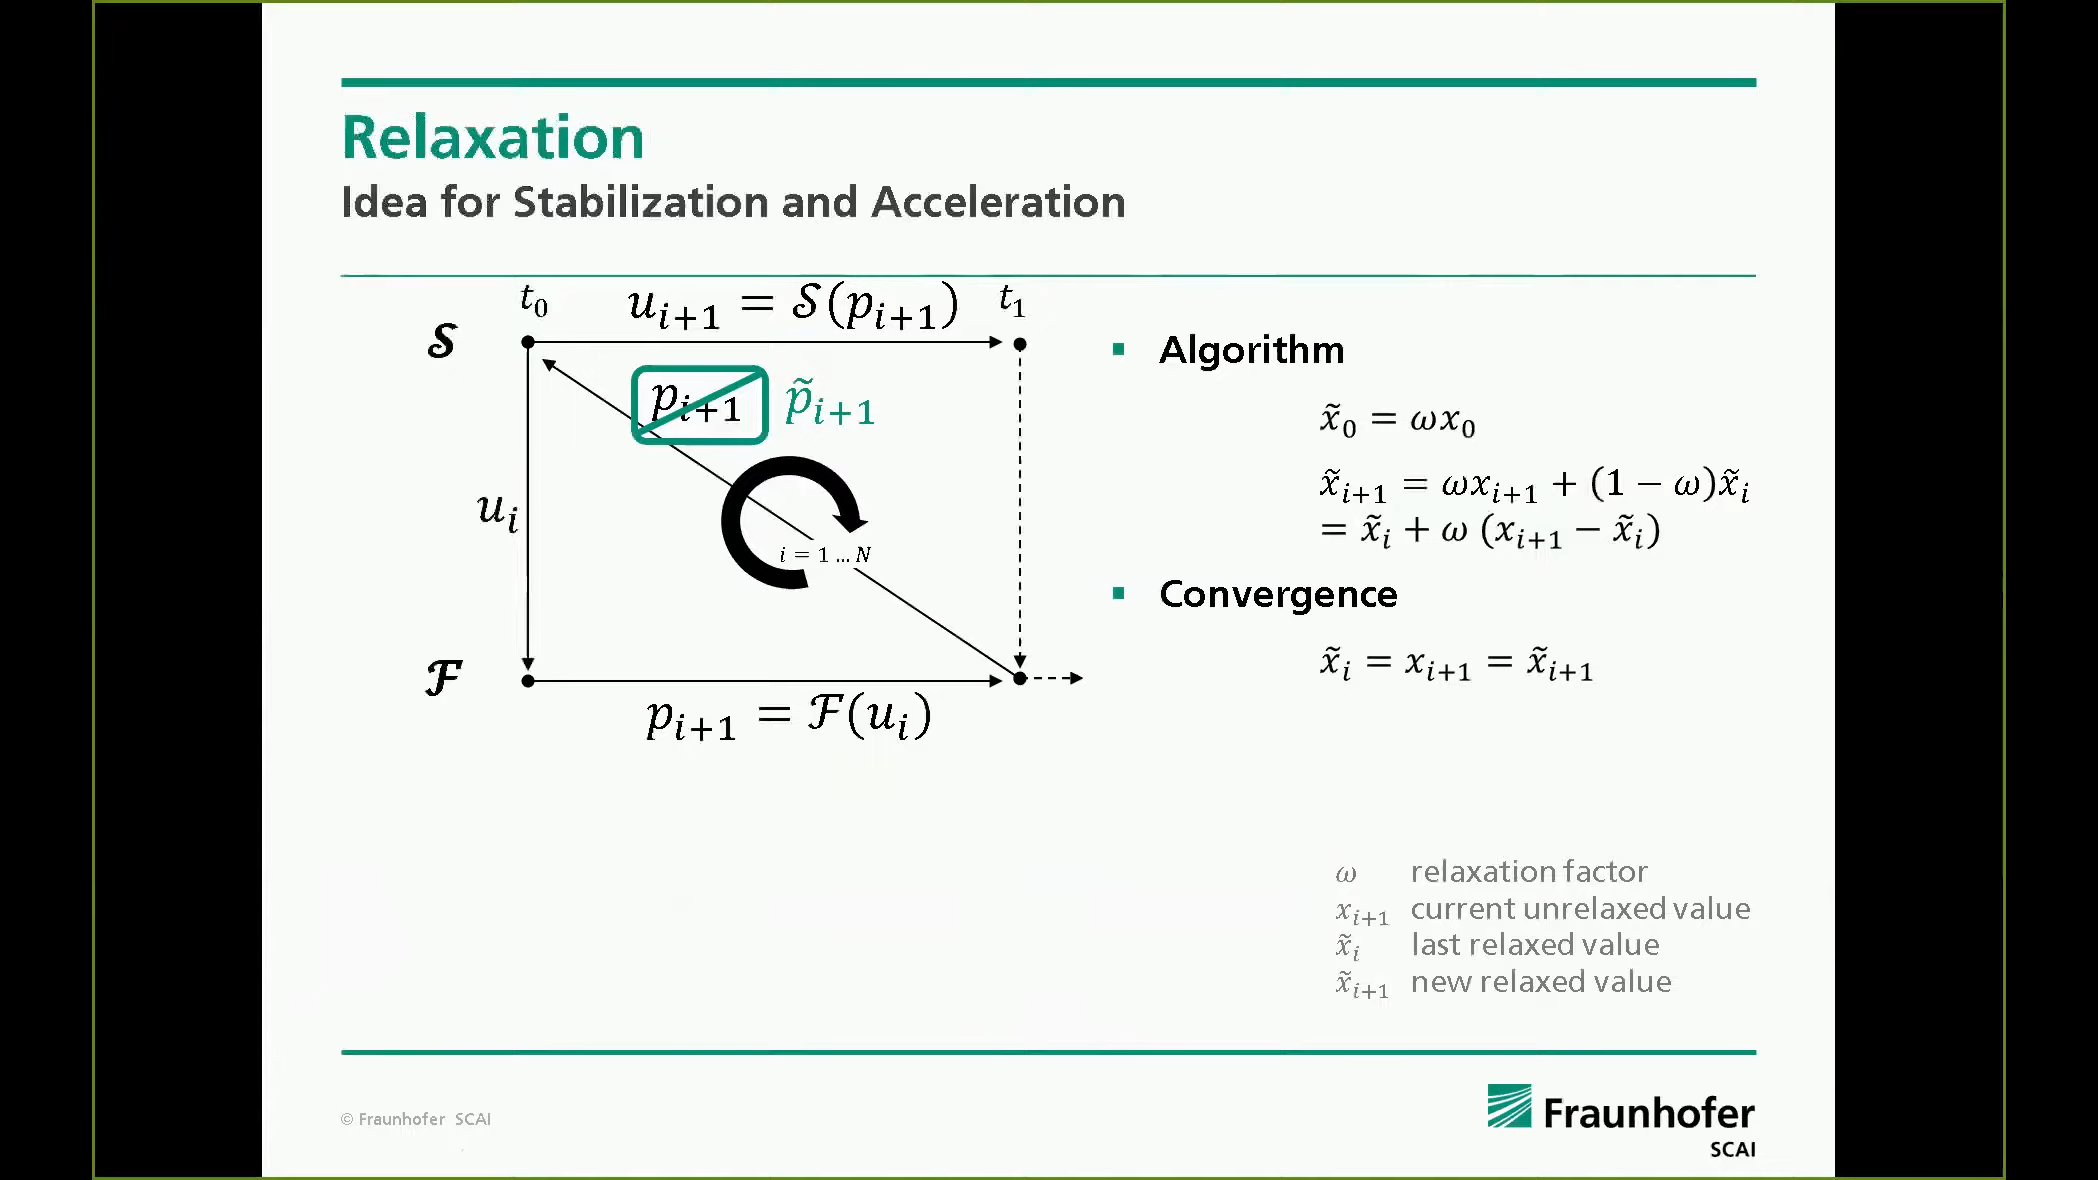 Relaxation
Idea for Stabilization and Acceleration
t₀
uᵢ₊₁ = 𝒮(pᵢ₊₁)
t₁
𝓢
pᵢ₊₁
p̃ᵢ₊₁
uᵢ
i = 1 … N
𝓕
pᵢ₊₁ = ℱ(uᵢ)
▪ Algorithm
x̃₀ = ωx₀
x̃ᵢ₊₁ = ωxᵢ₊₁ + (1 − ω)x̃ᵢ
= x̃ᵢ + ω (xᵢ₊₁ − x̃ᵢ)
▪ Convergence
x̃ᵢ = xᵢ₊₁ = x̃ᵢ₊₁
ω relaxation factor
xᵢ₊₁ current unrelaxed value
x̃ᵢ last relaxed value
x̃ᵢ₊₁ new relaxed value
© Fraunhofer SCAI
Fraunhofer
SCAI